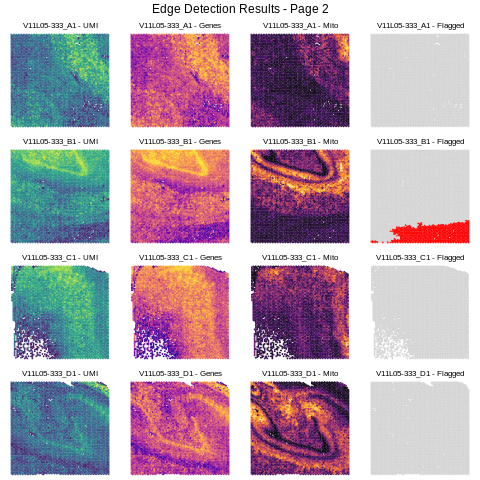 Edge Detection Results - Page 2
V11L05-333_A1 - UMI
V11L05-333_A1 - Genes
V11L05-333_A1 - Mito
V11L05-333_A1 - Flagged
V11L05-333_B1 - UMI
V11L05-333_B1 - Genes
V11L05-333_B1 - Mito
V11L05-333_B1 - Flagged
V11L05-333_C1 - UMI
V11L05-333_C1 - Genes
V11L05-333_C1 - Mito
V11L05-333_C1 - Flagged
V11L05-333_D1 - UMI
V11L05-333_D1 - Genes
V11L05-333_D1 - Mito
V11L05-333_D1 - Flagged